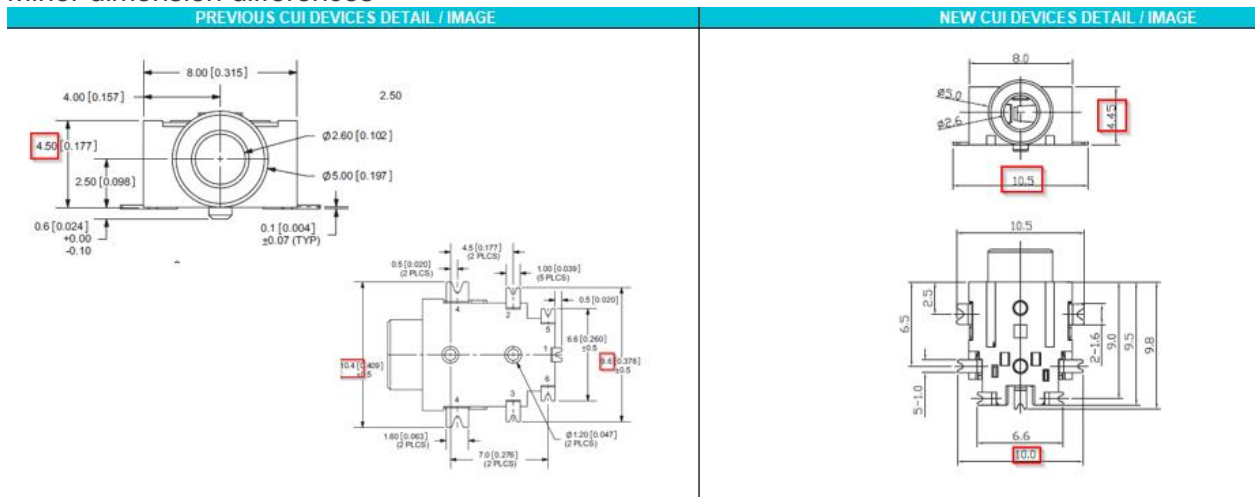 PREVIOUS CUI DEVICES DETAIL / IMAGE
NEW CUI DEVICES DETAIL / IMAGE
8.00 [0.315]
4.00 [0.157]
2.50
Ø2.60 [0.102]
4.50 [0.177]
2.50 [0.098]
Ø5.00 [0.197]
0.6 [0.024]
+0.00
-0.10
0.1 [0.004]
±0.07 (TYP)
4.5 [0.177]
(2 PLCS)
0.5 [0.020]
(2 PLCS)
1.00 [0.039]
(5 PLCS)
0.5 [0.020]
4
2
5
6.6 [0.260]
±0.5
1
10.4 [0.409]
±0.5
9.6 [0.378]
±0.5
6
4
3
1.60 [0.063]
(2 PLCS)
Ø1.20 [0.047]
(2 PLCS)
7.0 [0.276]
(2 PLCS)
8.0
Ø5.0
Ø2.6
4.45
10.5
10.5
2.5
6.5
2-1.6
9.0
9.5
9.8
5-1.0
6.6
10.0